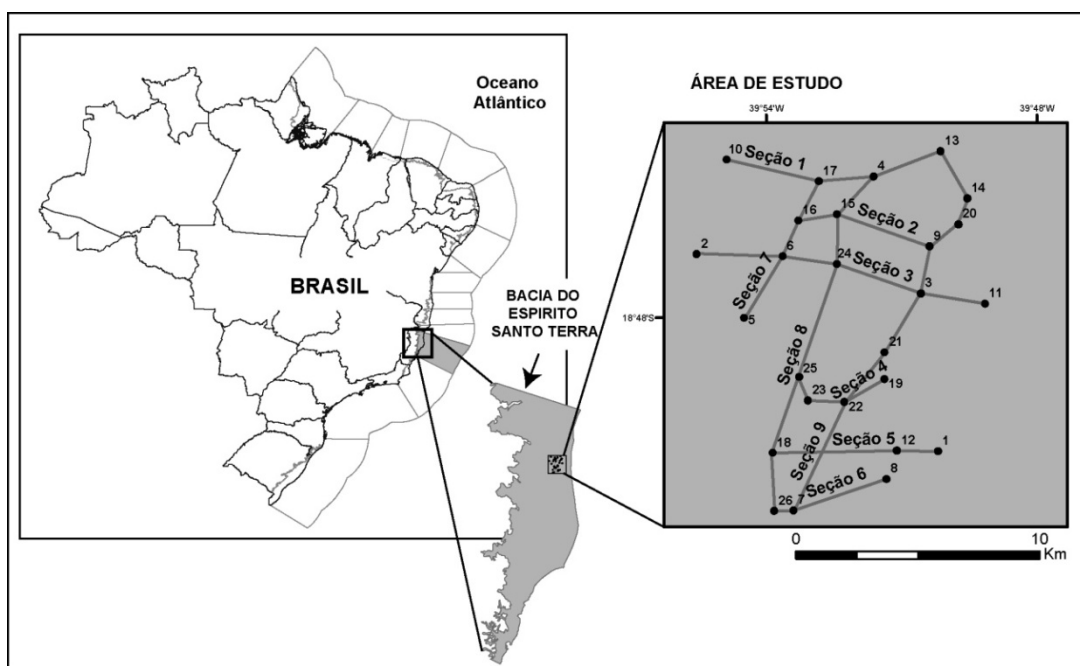 Oceano
Atlântico
BRASIL
BACIA DO
ESPIRITO
SANTO TERRA
ÁREA DE ESTUDO
39°54'W
39°48'W
18°48'S
10
Seção 1
17
4
13
14
20
16
15
Seção 2
9
2
6
24
Seção 3
3
11
Seção 7
5
Seção 8
21
25
23
Seção 4
19
22
18
Seção 9
Seção 5
12
1
26
7
Seção 6
8
0
10
Km